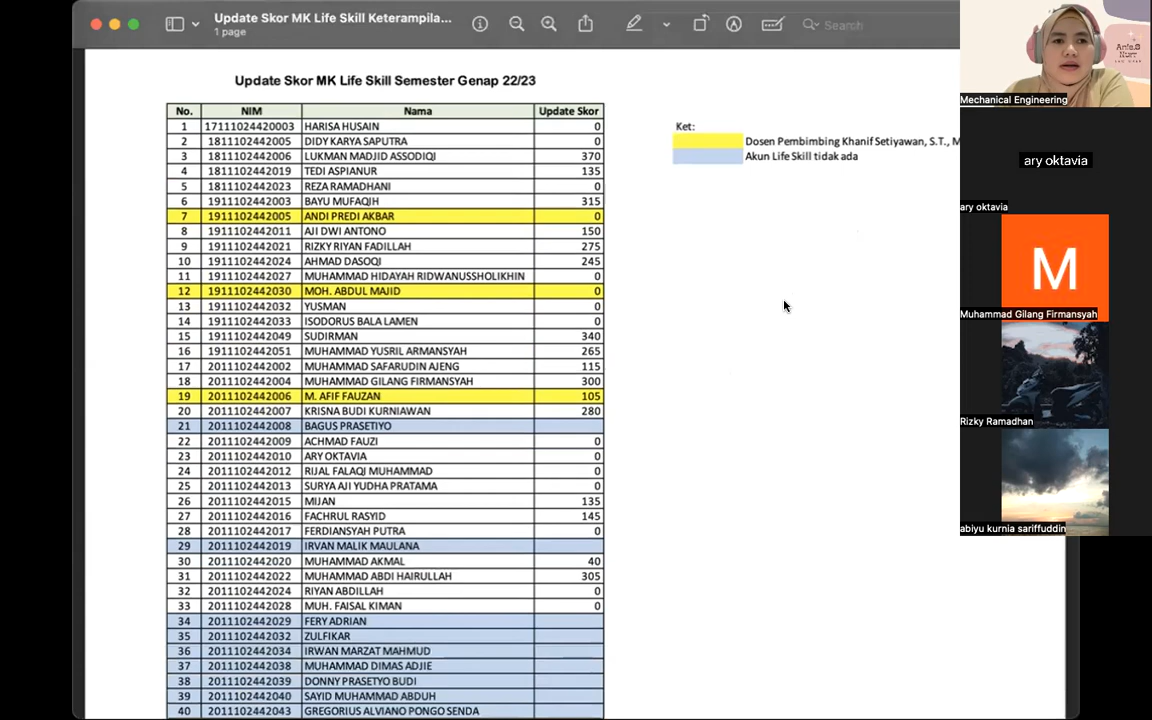 Update Skor MK Life Skill Keterampila...
1 page
Search
Update Skor MK Life Skill Semester Genap 22/23
No. NIM Nama Update Skor
1 17111024420003 HARISA HUSAIN 0
2 1811102442005 DIDY KARYA SAPUTRA 0
3 1811102442006 LUKMAN MADJID ASSODIQI 370
4 1811102442019 TEDI ASPIANUR 135
5 1811102442023 REZA RAMADHANI 0
6 1911102442003 BAYU MUFAQIH 315
7 1911102442005 ANDI PREDI AKBAR 0
8 1911102442011 AJI DWI ANTONO 150
9 1911102442021 RIZKY RIYAN FADILLAH 275
10 1911102442024 AHMAD DASOQI 245
11 1911102442027 MUHAMMAD HIDAYAH RIDWANUSSHOLIKHIN 0
12 1911102442030 MOH. ABDUL MAJID 0
13 1911102442032 YUSMAN 0
14 1911102442033 ISODORUS BALA LAMEN 0
15 1911102442049 SUDIRMAN 340
16 1911102442051 MUHAMMAD YUSRIL ARMANSYAH 265
17 2011102442002 MUHAMMAD SAFARUDIN AJENG 115
18 2011102442004 MUHAMMAD GILANG FIRMANSYAH 300
19 2011102442006 M. AFIF FAUZAN 105
20 2011102442007 KRISNA BUDI KURNIAWAN 280
21 2011102442008 BAGUS PRASETIYO
22 2011102442009 ACHMAD FAUZI 0
23 2011102442010 ARY OKTAVIA 0
24 2011102442012 RIJAL FALAQI MUHAMMAD 0
25 2011102442013 SURYA AJI YUDHA PRATAMA 0
26 2011102442015 MIJAN 135
27 2011102442016 FACHRUL RASYID 145
28 2011102442017 FERDIANSYAH PUTRA 0
29 2011102442019 IRVAN MALIK MAULANA
30 2011102442020 MUHAMMAD AKMAL 40
31 2011102442022 MUHAMMAD ABDI HAIRULLAH 305
32 2011102442024 RIYAN ABDILLAH 0
33 2011102442028 MUH. FAISAL KIMAN 0
34 2011102442029 FERY ADRIAN
35 2011102442032 ZULFIKAR
36 2011102442034 IRWAN MARZAT MAHMUD
37 2011102442038 MUHAMMAD DIMAS ADJIE
38 2011102442039 DONNY PRASETYO BUDI
39 2011102442040 SAYID MUHAMMAD ABDUH
40 2011102442043 GREGORIUS ALVIANO PONGO SENDA
Ket:
Dosen Pembimbing Khanif Setiyawan, S.T., M
Akun Life Skill tidak ada
Mechanical Engineering
ary oktavia
ary oktavia
M
Muhammad Gilang Firmansyah
Rizky Ramadhan
abiyu kurnia sariffuddin